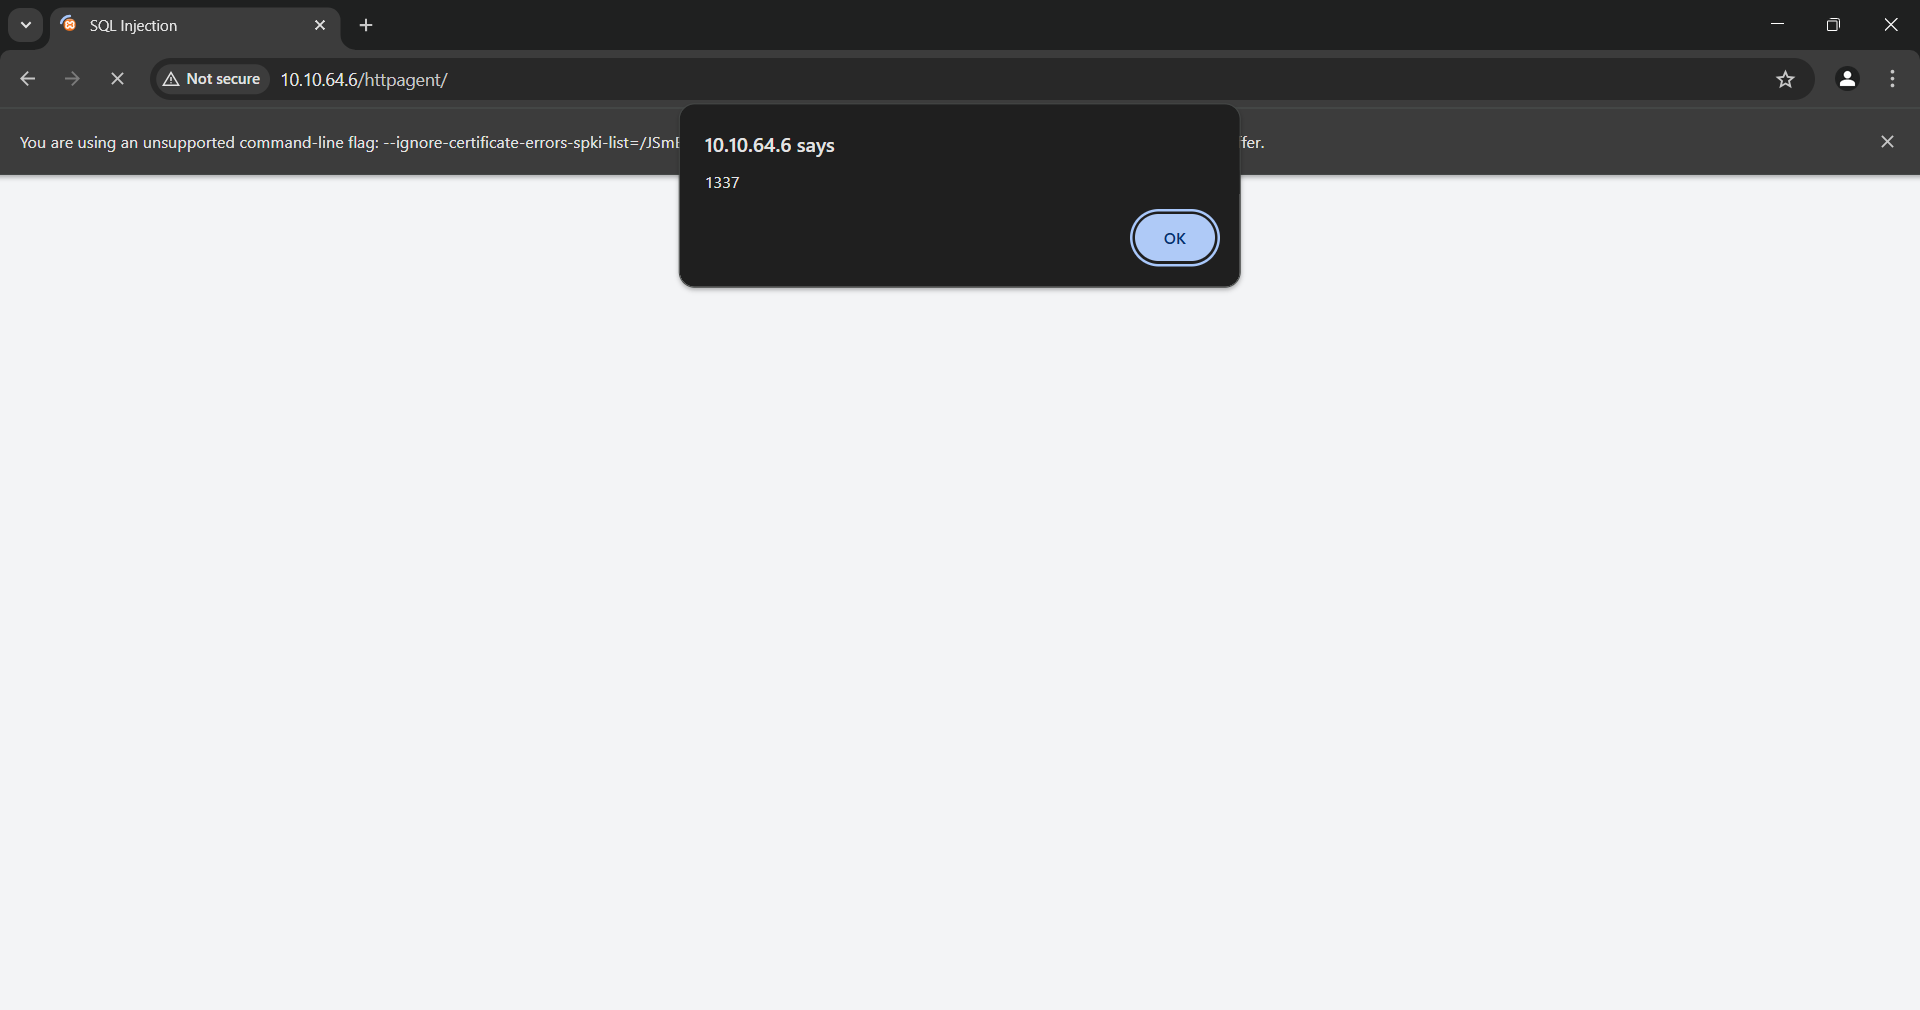 SQL Injection
Not secure 10.10.64.6/httpagent/
You are using an unsupported command-line flag: --ignore-certificate-errors-spki-list=/JSm fer.
10.10.64.6 says
1337
OK